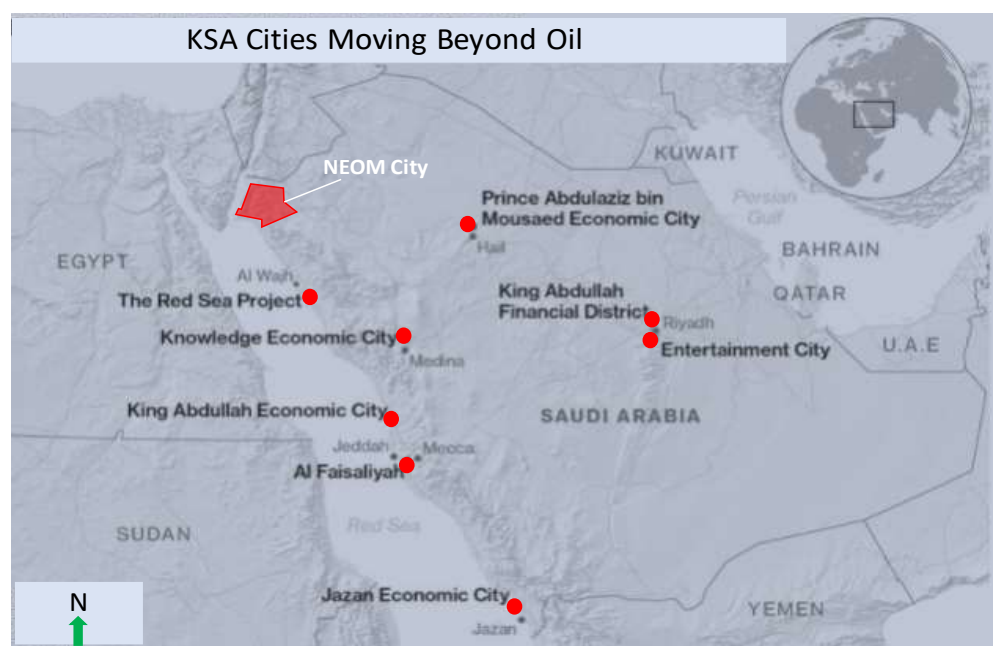 KSA Cities Moving Beyond Oil
KUWAIT
NEOM City
Persian
Gulf
Prince Abdulaziz bin
Mousaed Economic City
Hail
BAHRAIN
EGYPT
Al Wajh
The Red Sea Project
King Abdullah
Financial District
QATAR
Riyadh
Knowledge Economic City
Medina
Entertainment City
U.A.E
King Abdullah Economic City
SAUDI ARABIA
Jeddah
Mecca
Al Faisaliyah
Red Sea
SUDAN
Jazan Economic City
Jazan
YEMEN
N